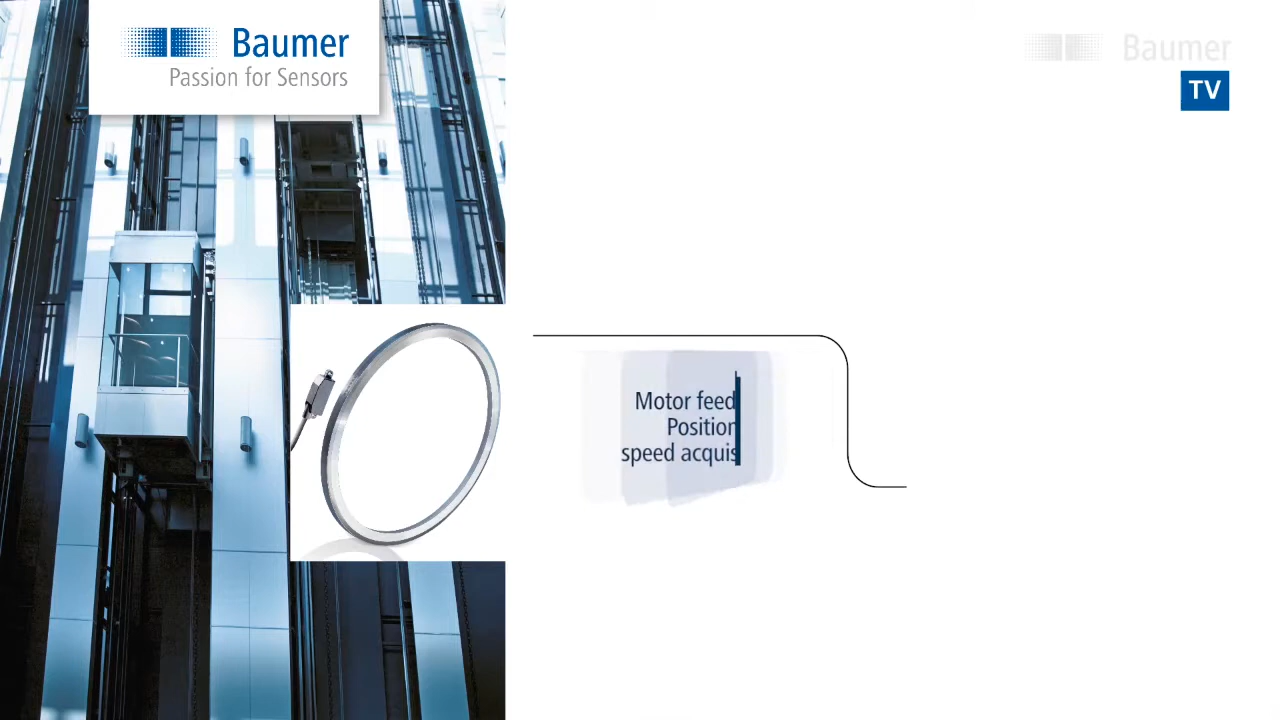 Baumer
Passion for Sensors
Baumer
TV
Motor feed
Position
speed acquis